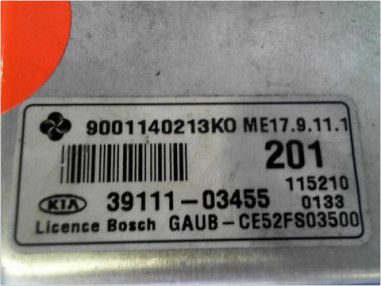 9001140213KO ME17.9.11.1
201
115210
KIA 39111-03455 0133
Licence Bosch GAUB-CE52FS03500